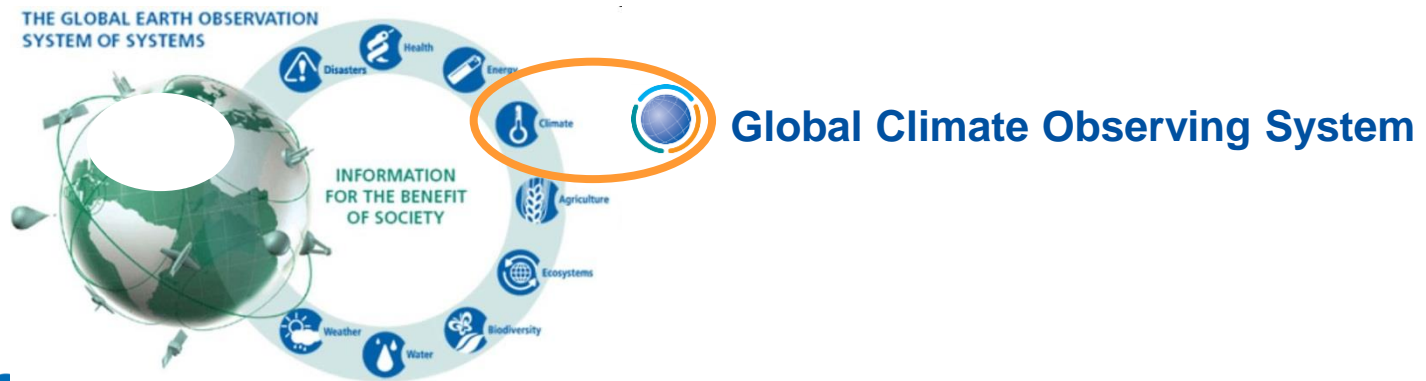 THE GLOBAL EARTH OBSERVATION
SYSTEM OF SYSTEMS
Health
Disasters
Energy
Climate
Global Climate Observing System
INFORMATION
FOR THE BENEFIT
OF SOCIETY
Agriculture
Ecosystems
Biodiversity
Weather
Water